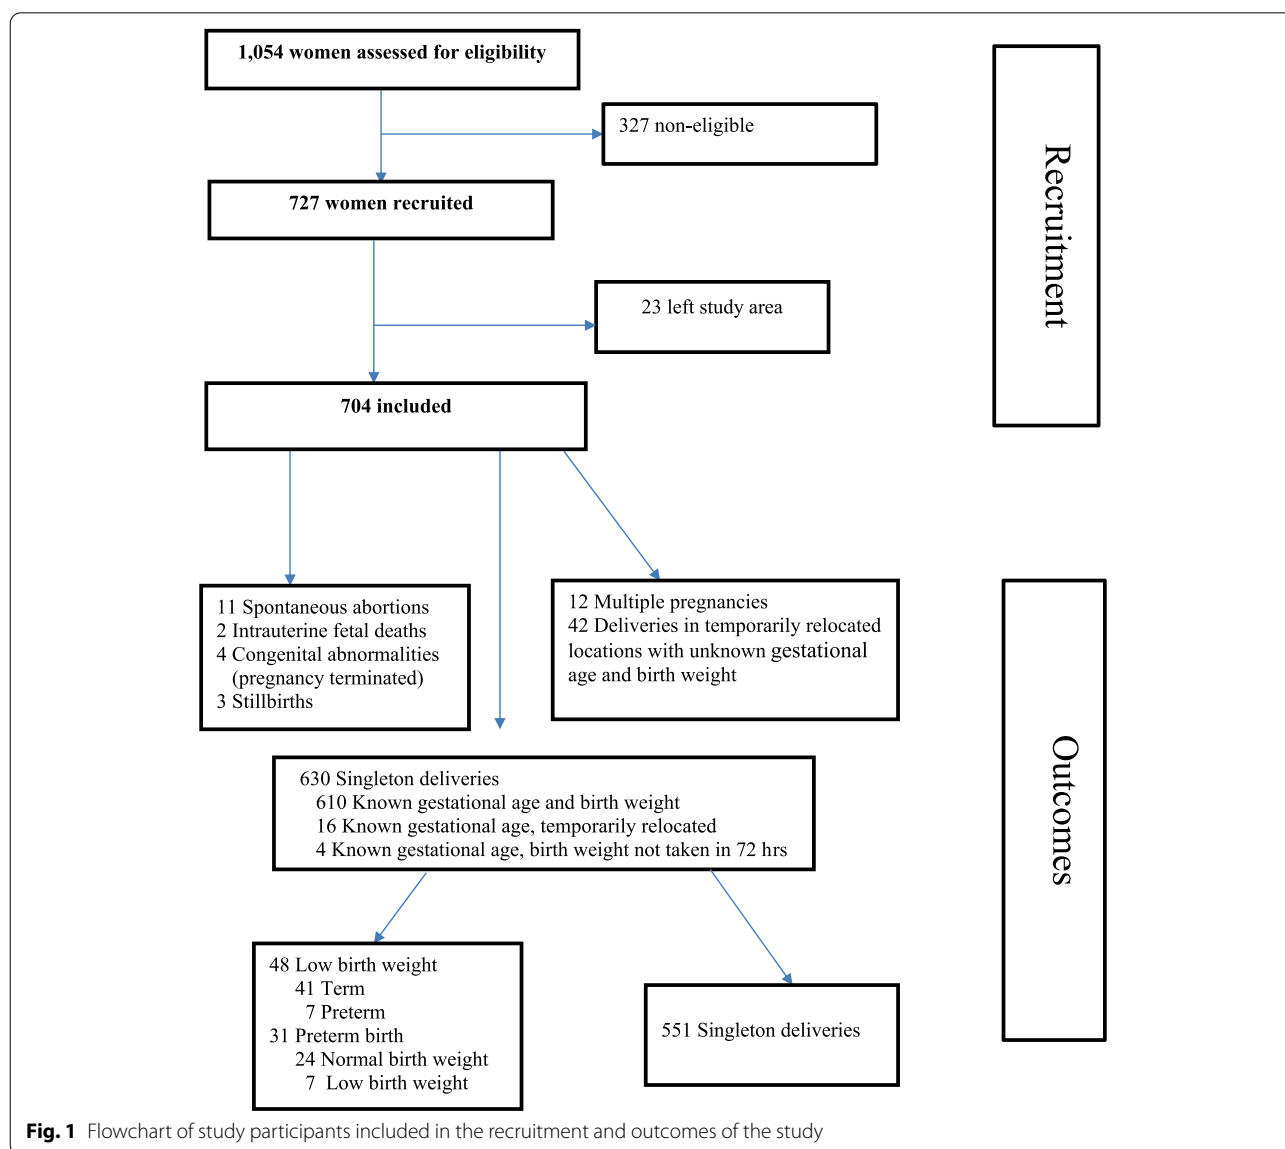 1,054 women assessed for eligibility
327 non-eligible
727 women recruited
23 left study area
704 included
Recruitment
11 Spontaneous abortions
2 Intrauterine fetal deaths
4 Congenital abnormalities
(pregnancy terminated)
3 Stillbirths
12 Multiple pregnancies
42 Deliveries in temporarily relocated
locations with unknown gestational
age and birth weight
630 Singleton deliveries
610 Known gestational age and birth weight
16 Known gestational age, temporarily relocated
4 Known gestational age, birth weight not taken in 72 hrs
48 Low birth weight
41 Term
7 Preterm
31 Preterm birth
24 Normal birth weight
7 Low birth weight
551 Singleton deliveries
Outcomes
Fig. 1 Flowchart of study participants included in the recruitment and outcomes of the study